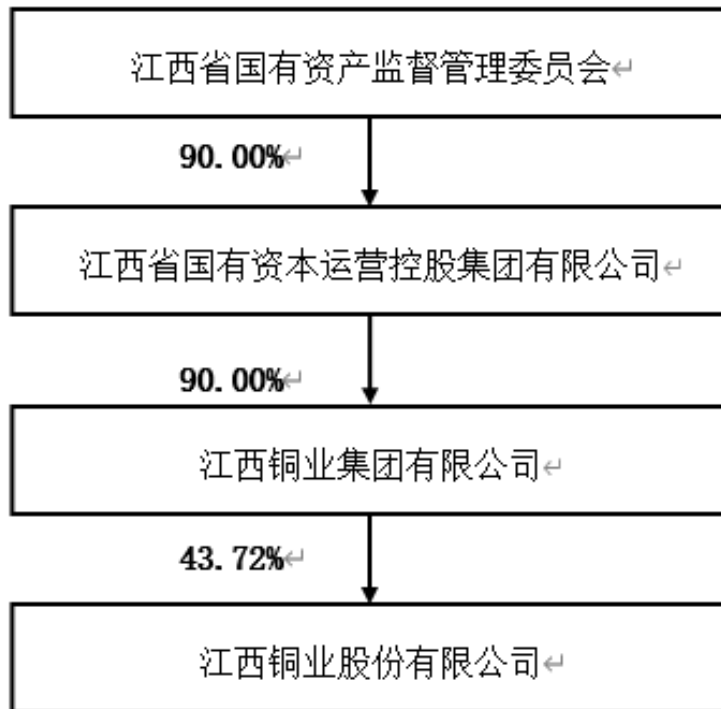 江西省国有资产监督管理委员会
90.00%
江西省国有资本运营控股集团有限公司
90.00%
江西铜业集团有限公司
43.72%
江西铜业股份有限公司